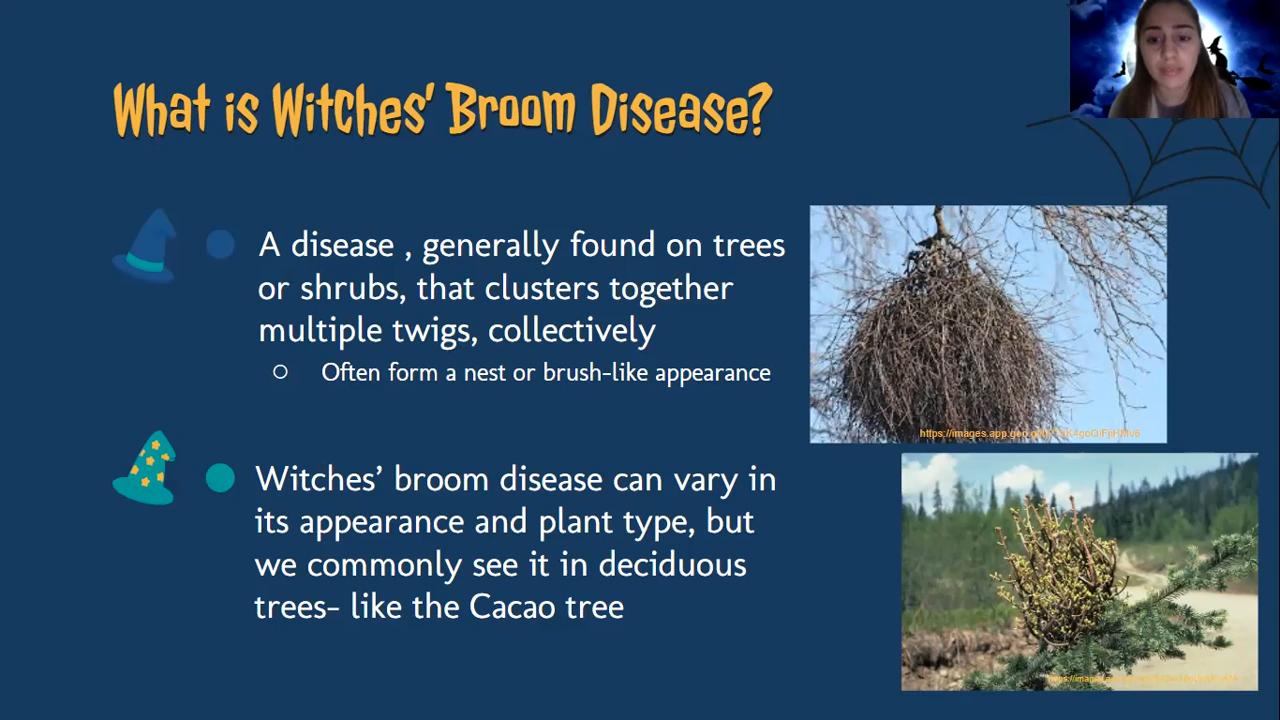 What is Witches' Broom Disease?
A disease , generally found on trees
or shrubs, that clusters together
multiple twigs, collectively
Often form a nest or brush-like appearance
Witches' broom disease can vary in
its appearance and plant type, but
we commonly see it in deciduous
trees- like the Cacao tree